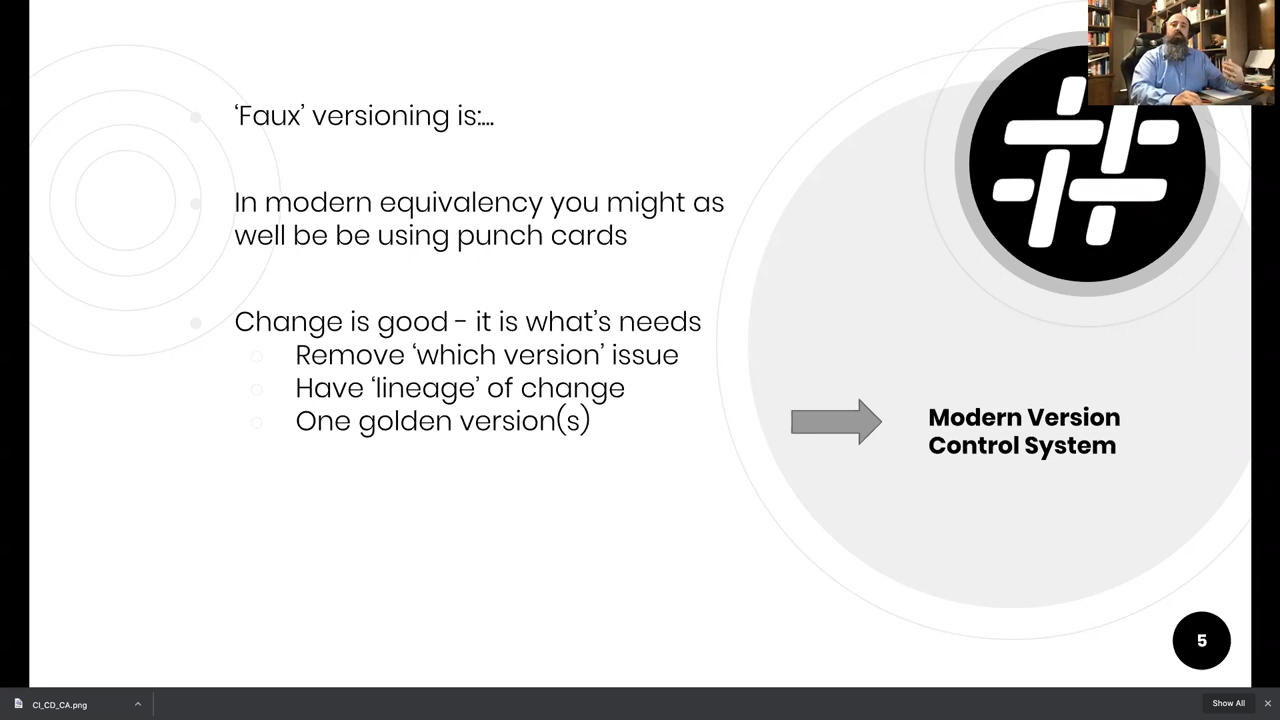 ‘Faux’ versioning is:...
In modern equivalency you might as
well be be using punch cards
Change is good - it is what’s needs
Remove ‘which version’ issue
Have ‘lineage’ of change
One golden version(s)
Modern Version
Control System
5
CI_CD_CA.png
Show All